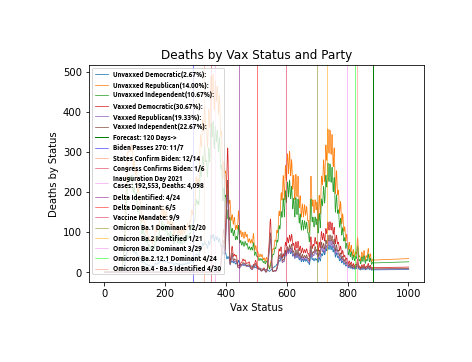 Deaths by Vax Status and Party
Deaths by Status
500
400
300
200
100
0
Unvaxxed Democratic(2.67%):
Unvaxxed Republican(14.00%):
Unvaxxed Independent(10.67%):
Vaxxed Democratic(30.67%):
Vaxxed Republican(19.33%):
Vaxxed Independent(22.67%):
Forecast: 120 Days->
Biden Passes 270: 11/7
States Confirm Biden: 12/14
Congress Confirms Biden: 1/6
Inauguration Day 2021
Cases: 192,553, Deaths: 4,098
Delta Identified: 4/24
Delta Dominant: 6/5
Vaccine Mandate: 9/9
Omicron Ba.1 Dominant 12/20
Omicron Ba.2 Identified 1/21
Omicron Ba.2 Dominant 3/29
Omicron Ba.2.12.1 Dominant 4/24
Omicron Ba.4 - Ba.5 Identified 4/30
0 200 400 600 800 1000
Vax Status